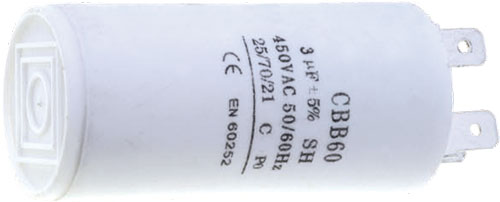 CBB60
3 µF ± 5% SH
450VAC 50/60Hz
25/70/21 C P0
CE EN 60252